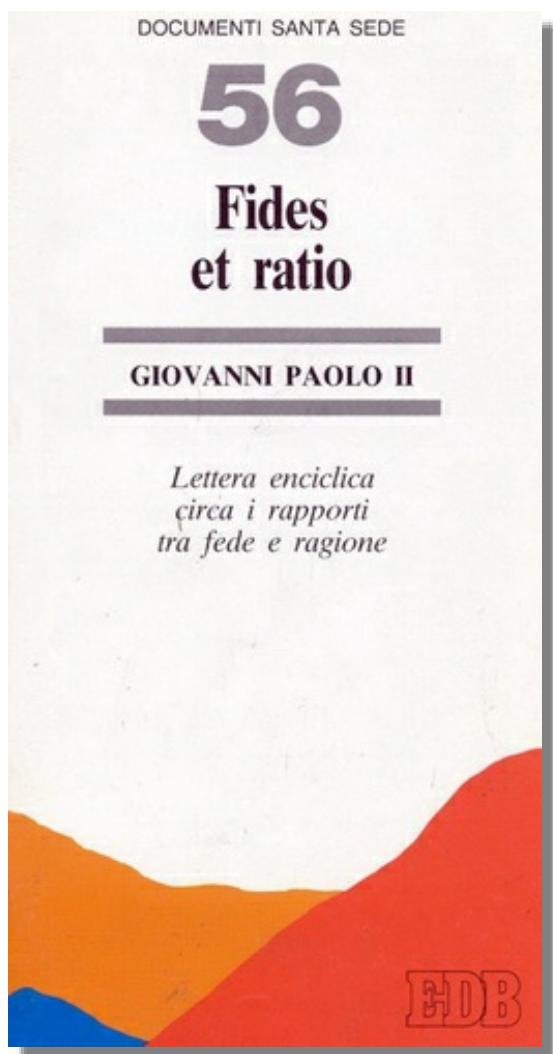 DOCUMENTI SANTA SEDE
56
Fides
et ratio
GIOVANNI PAOLO II
Lettera enciclica
circa i rapporti
tra fede e ragione
EDB